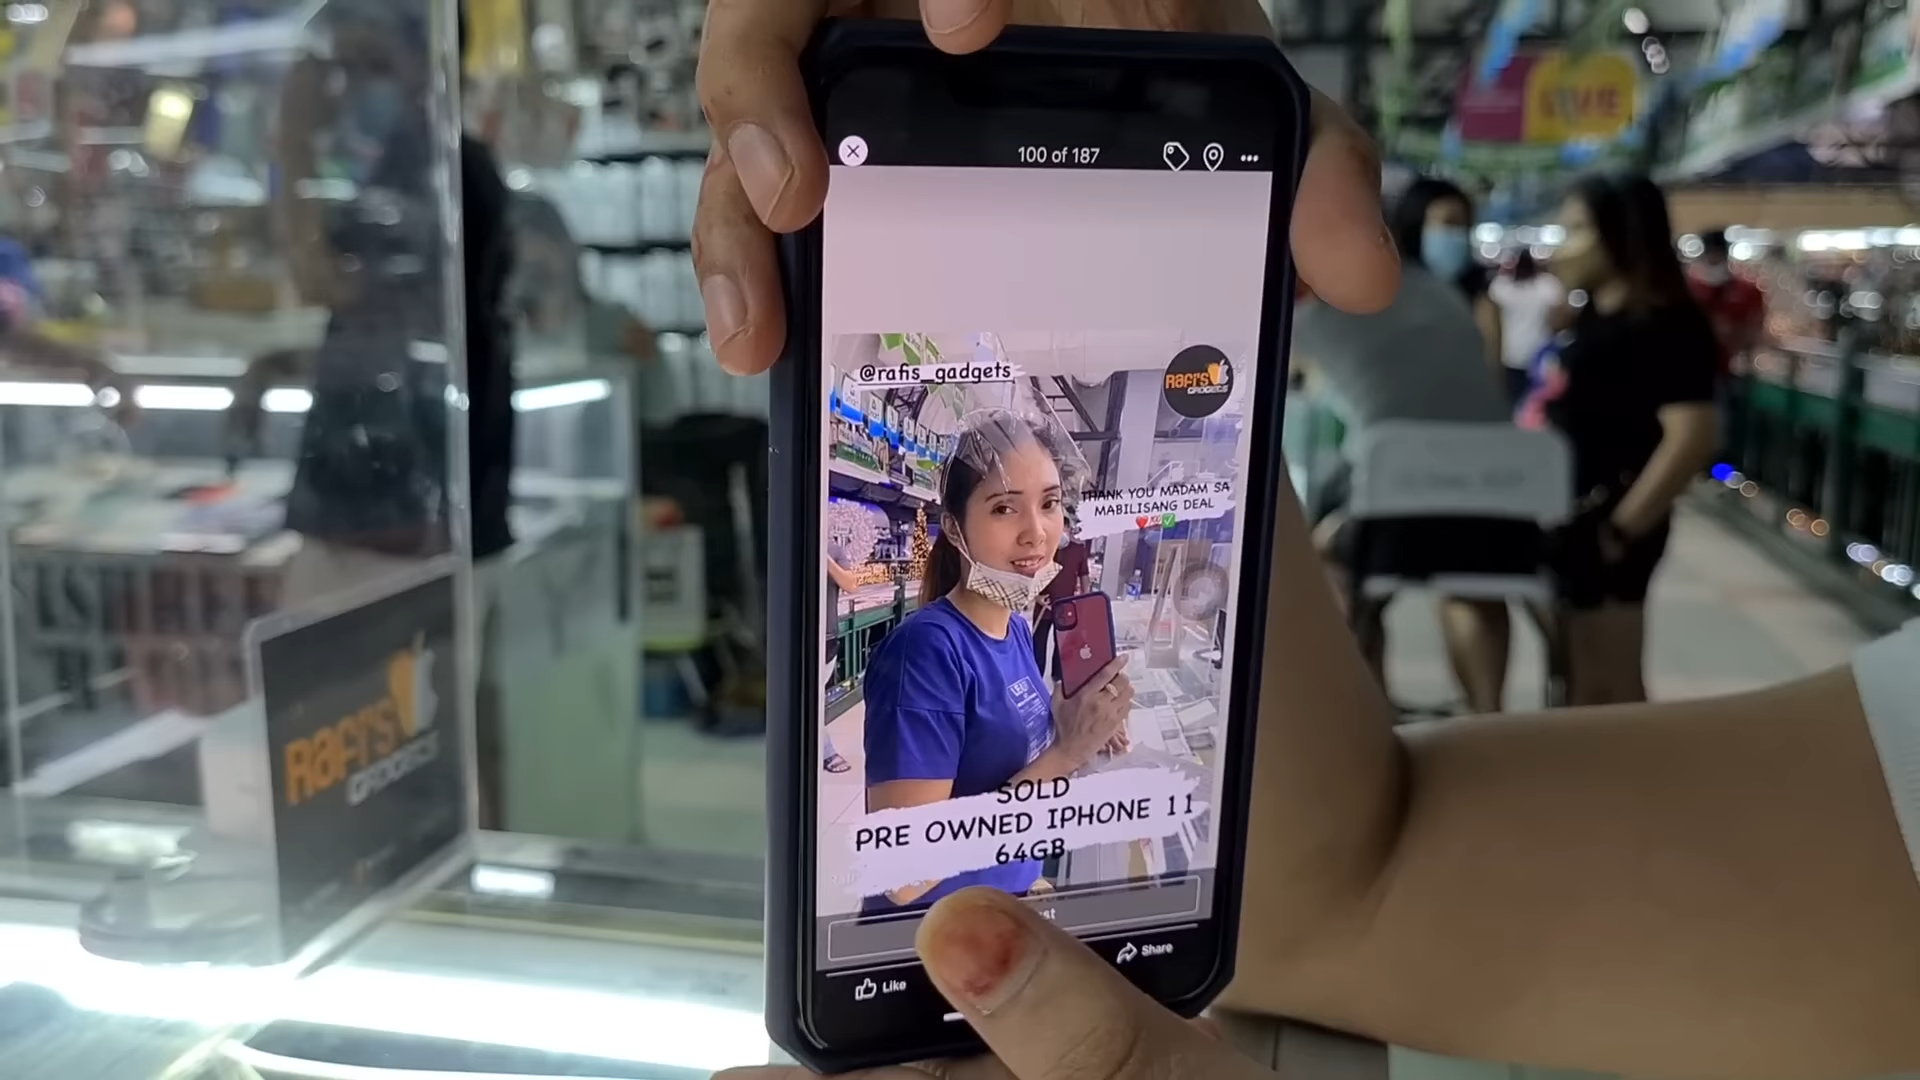 100 of 187
@rafis_gadgets
RAFI'S
GADGETS
THANK YOU MADAM SA
MABILISANG DEAL
SOLD
PRE OWNED IPHONE 11
64GB
Like
Share
RAFI'S
GADGETS